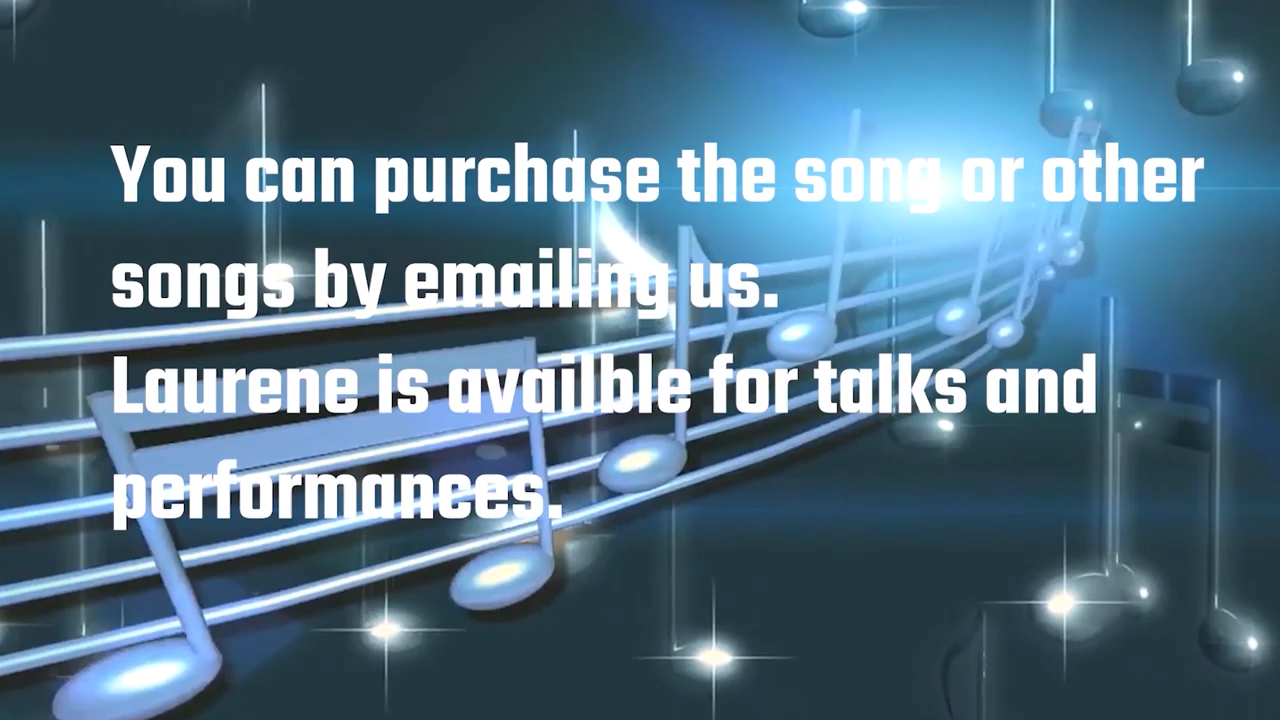 You can purchase the song or other
songs by emailing us.
Laurene is availble for talks and
performances.